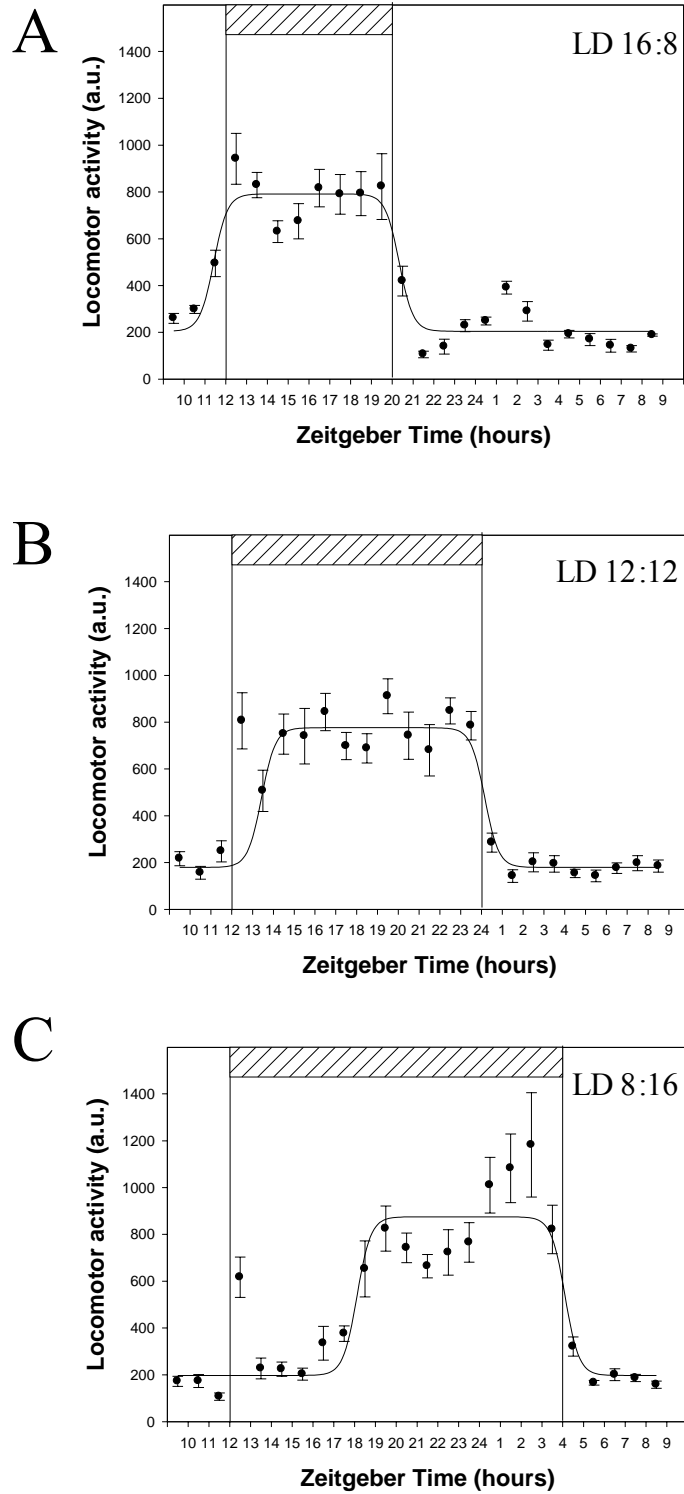 A
LD 16:8
Locomotor activity (a.u.)
1400
1200
1000
800
600
400
200
0
10 11 12 13 14 15 16 17 18 19 20 21 22 23 24 1 2 3 4 5 6 7 8 9
Zeitgeber Time (hours)
B
LD 12:12
Locomotor activity (a.u.)
1400
1200
1000
800
600
400
200
0
10 11 12 13 14 15 16 17 18 19 20 21 22 23 24 1 2 3 4 5 6 7 8 9
Zeitgeber Time (hours)
C
LD 8:16
Locomotor activity (a.u.)
1400
1200
1000
800
600
400
200
0
10 11 12 13 14 15 16 17 18 19 20 21 22 23 24 1 2 3 4 5 6 7 8 9
Zeitgeber Time (hours)